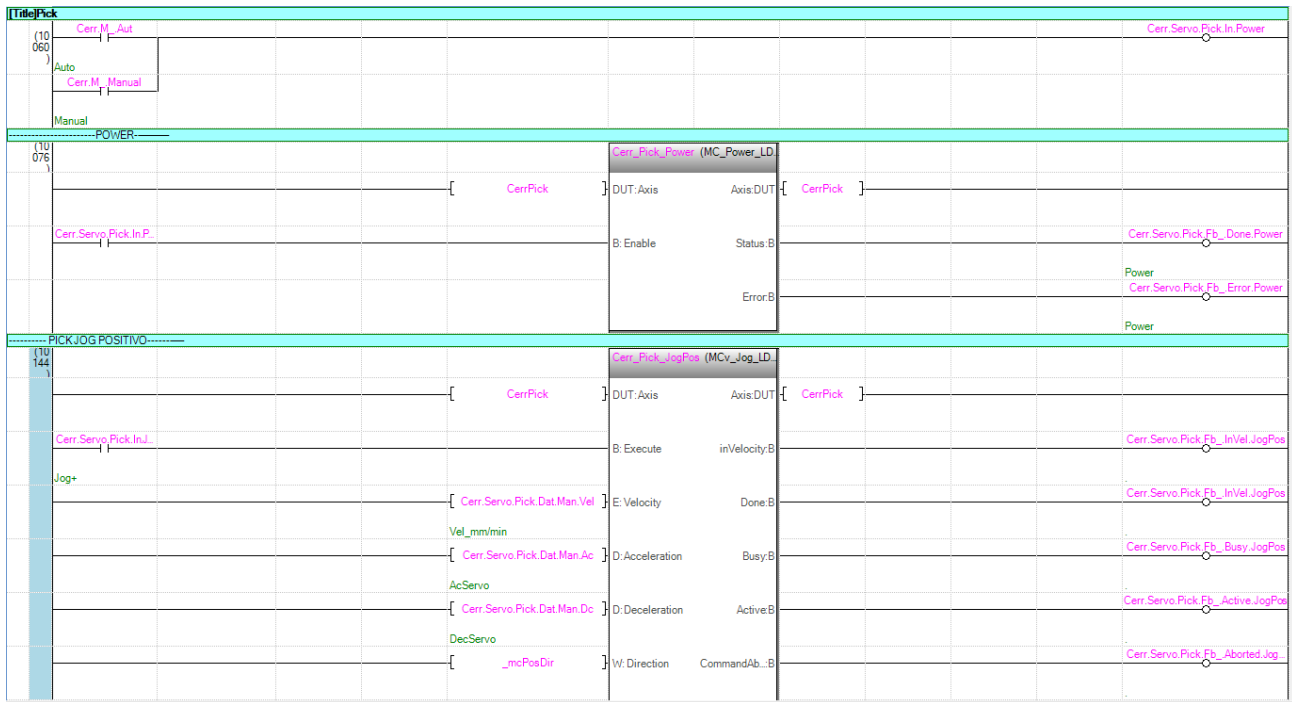 [Title]Pick
Cerr.M_.Aut Cerr.Servo.Pick.In.Power
(10
060
)
Auto
Cerr.M_.Manual
Manual
-----------------------POWER---------
(10
076
)
Cerr_Pick_Power (MC_Power_LD..
CerrPick DUT:Axis Axis:DUT CerrPick
Cerr.Servo.Pick.In.P... B: Enable Status:B Cerr.Servo.Pick.Fb_.Done.Power
Power
Error:B Cerr.Servo.Pick.Fb_.Error.Power
Power
---------- PICK JOG POSITIVO---------
(10
144
)
Cerr_Pick_JogPos (MCv_Jog_LD..
CerrPick DUT:Axis Axis:DUT CerrPick
Cerr.Servo.Pick.InJ... B: Execute inVelocity:B Cerr.Servo.Pick.Fb_.InVel.JogPos
Jog+ .
Cerr.Servo.Pick.Dat.Man.Vel E: Velocity Done:B Cerr.Servo.Pick.Fb_.InVel.JogPos
Vel_mm/min .
Cerr.Servo.Pick.Dat.Man.Ac D:Acceleration Busy:B Cerr.Servo.Pick.Fb_.Busy.JogPos
AcServo .
Cerr.Servo.Pick.Dat.Man.Dc D:Deceleration Active:B Cerr.Servo.Pick.Fb_.Active.JogPos
DecServo .
_mcPosDir W: Direction CommandAb...:B Cerr.Servo.Pick.Fb_.Aborted.Jog...
.